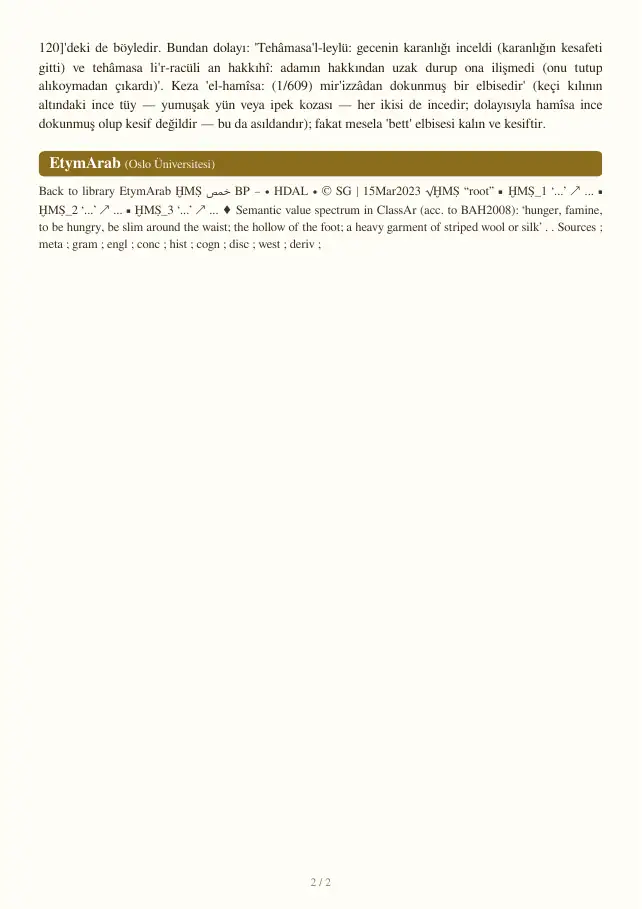 120]'deki de böyledir. Bundan dolayı: 'Tehâmasa'l-leylü: gecenin karanlığı inceldi (karanlığın kesafeti
gitti) ve tehâmasa li'r-racüli an hakkıhî: adamın hakkından uzak durup ona ilişmedi (onu tutup
alıkoymadan çıkardı)'. Keza 'el-hamîsa: (1/609) mir'izzâdan dokunmuş bir elbisedir' (keçi kılının
altındaki ince tüy — yumuşak yün veya ipek kozası — her ikisi de incedir; dolayısıyla hamîsa ince
dokunmuş olup kesif değildir — bu da asıldandır); fakat mesela 'bett' elbisesi kalın ve kesiftir.
EtymArab (Oslo Üniversitesi)
Back to library EtymArab ḪMṢ خمص BP – • HDAL • © SG | 15Mar2023 √ḪMṢ “root” ▪ ḪMṢ_1 ‘...’ ↗ ... ▪
ḪMṢ_2 ‘...’ ↗ ... ▪ ḪMṢ_3 ‘...’ ↗ ... ♦ Semantic value spectrum in ClassAr (acc. to BAH2008): ‘hunger, famine,
to be hungry, be slim around the waist; the hollow of the foot; a heavy garment of striped wool or silk’ . . Sources ;
meta ; gram ; engl ; conc ; hist ; cogn ; disc ; west ; deriv ;
2 / 2